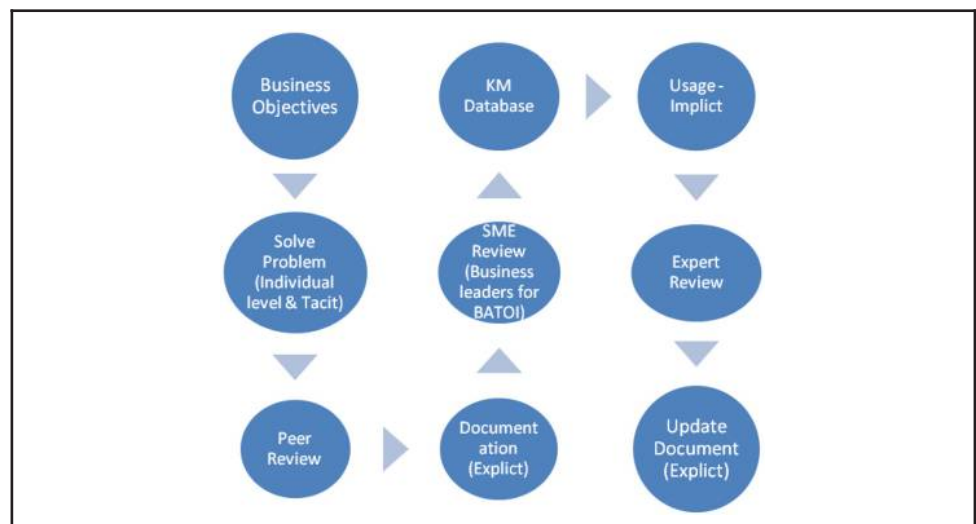 Business
Objectives
Solve
Problem
(Individual
level & Tacit)
Peer
Review
Document
ation
(Explict)
SME
Review
(Business
leaders for
BATOI)
KM
Database
Usage -
Implict
Expert
Review
Update
Document
(Explict)